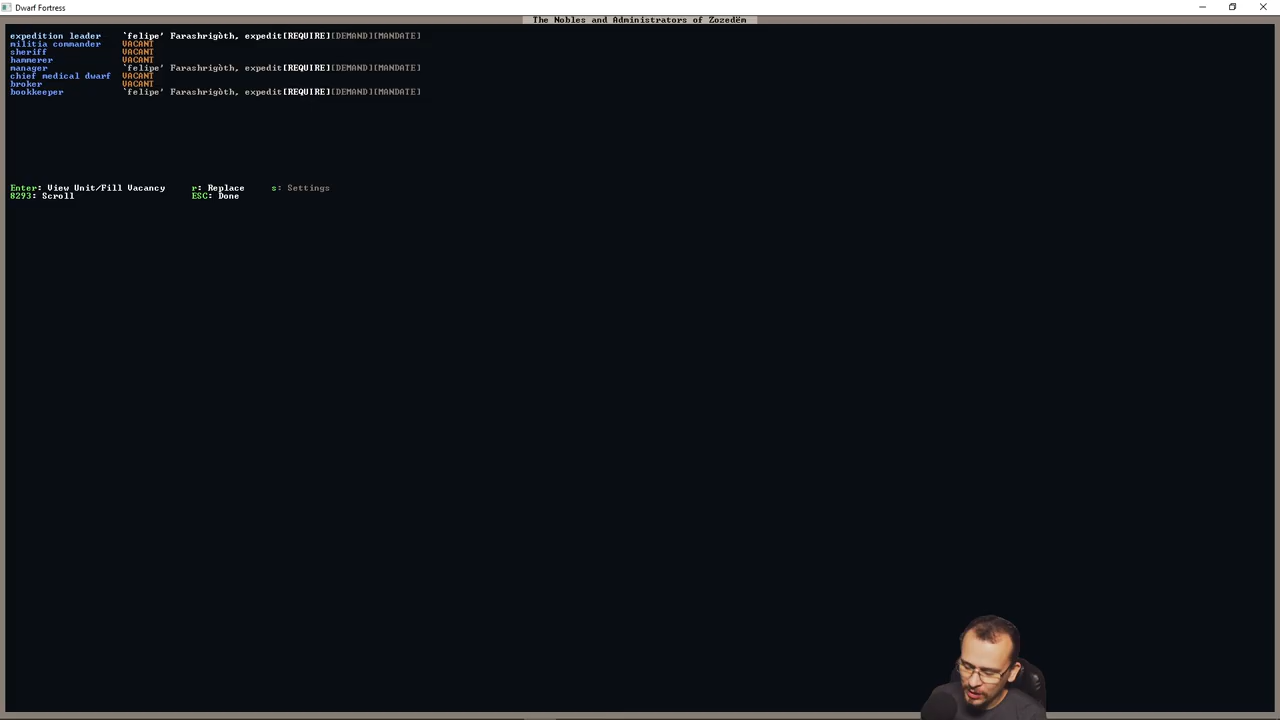 Dwarf Fortress
The Nobles and Administrators of Zozedëm
expedition leader `felipe' Farashrigòth, expedit[REQUIRE][DEMAND][MANDATE]
militia commander VACANT
sheriff VACANT
hammerer VACANT
manager `felipe' Farashrigòth, expedit[REQUIRE][DEMAND][MANDATE]
chief medical dwarf VACANT
broker VACANT
bookkeeper `felipe' Farashrigòth, expedit[REQUIRE][DEMAND][MANDATE]
Enter: View Unit/Fill Vacancy r: Replace s: Settings
8293: Scroll ESC: Done